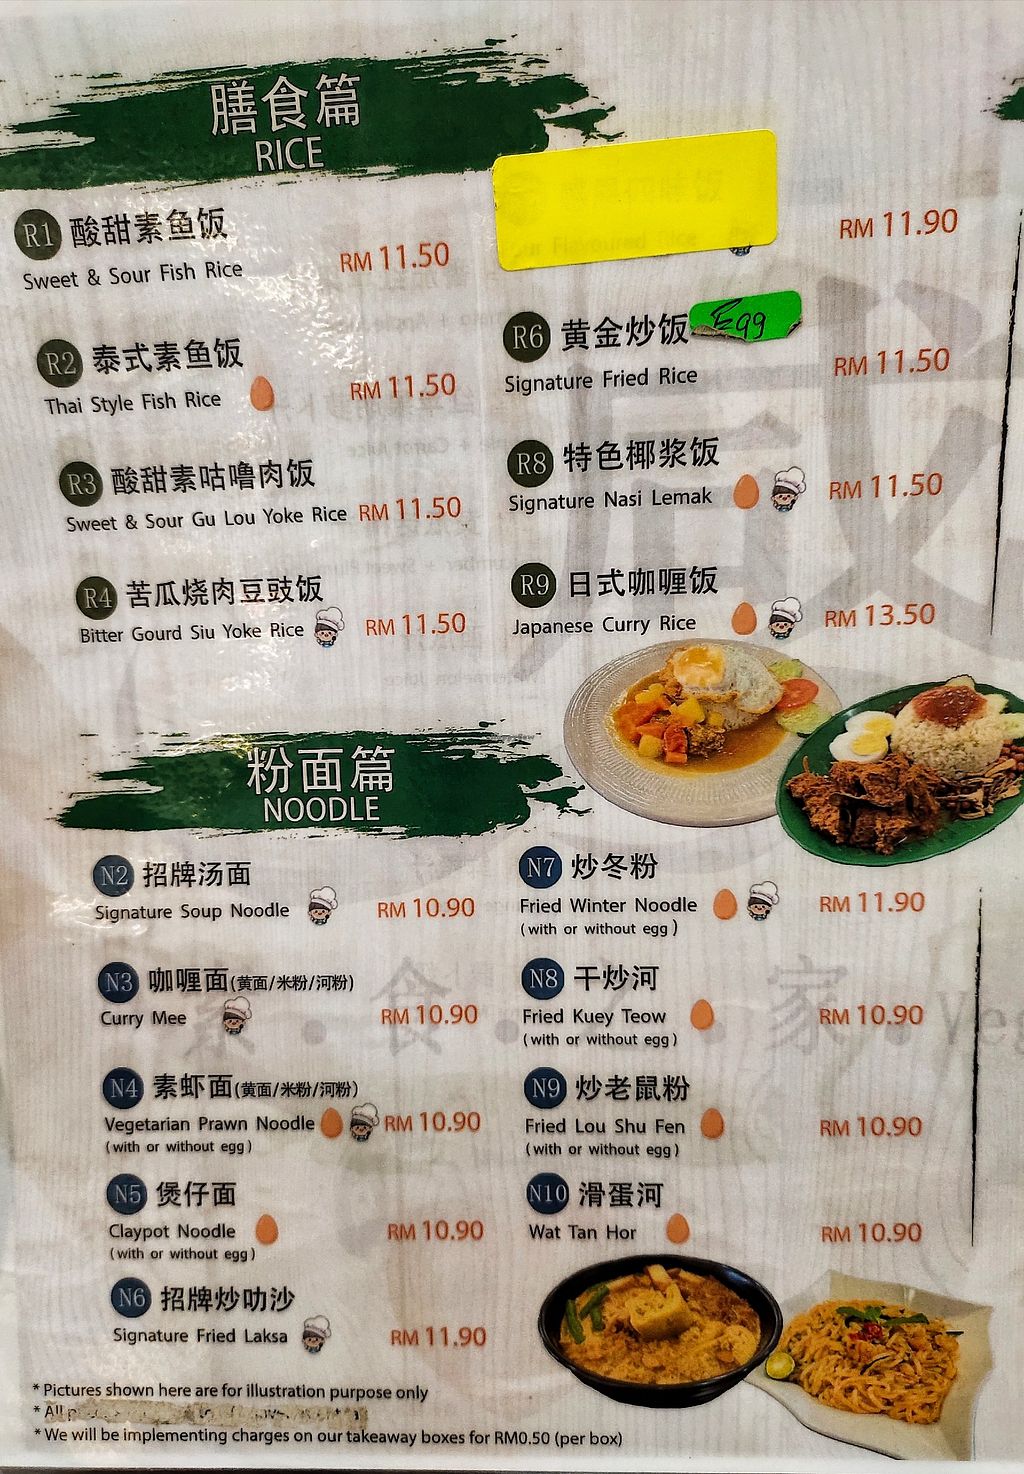 膳食篇
RICE
R1 酸甜素鱼饭
Sweet & Sour Fish Rice RM 11.50
R2 泰式素鱼饭
Thai Style Fish Rice RM 11.50
R3 酸甜素咕噜肉饭
Sweet & Sour Gu Lou Yoke Rice RM 11.50
R4 苦瓜烧肉豆豉饭
Bitter Gourd Siu Yoke Rice RM 11.50
RM 11.90
R6 黄金炒饭 Egg
Signature Fried Rice RM 11.50
R8 特色椰浆饭
Signature Nasi Lemak RM 11.50
R9 日式咖喱饭
Japanese Curry Rice RM 13.50
粉面篇
NOODLE
N2 招牌汤面
Signature Soup Noodle RM 10.90
N3 咖喱面(黄面/米粉/河粉)
Curry Mee RM 10.90
N4 素虾面(黄面/米粉/河粉)
Vegetarian Prawn Noodle RM 10.90
(with or without egg)
N5 煲仔面
Claypot Noodle RM 10.90
(with or without egg)
N6 招牌炒叻沙
Signature Fried Laksa RM 11.90
N7 炒冬粉
Fried Winter Noodle RM 11.90
(with or without egg)
N8 干炒河
Fried Kuey Teow RM 10.90
(with or without egg)
N9 炒老鼠粉
Fried Lou Shu Fen RM 10.90
(with or without egg)
N10 滑蛋河
Wat Tan Hor RM 10.90
素 · 食 · 家 · Veg
* Pictures shown here are for illustration purpose only
* All
* We will be implementing charges on our takeaway boxes for RM0.50 (per box)